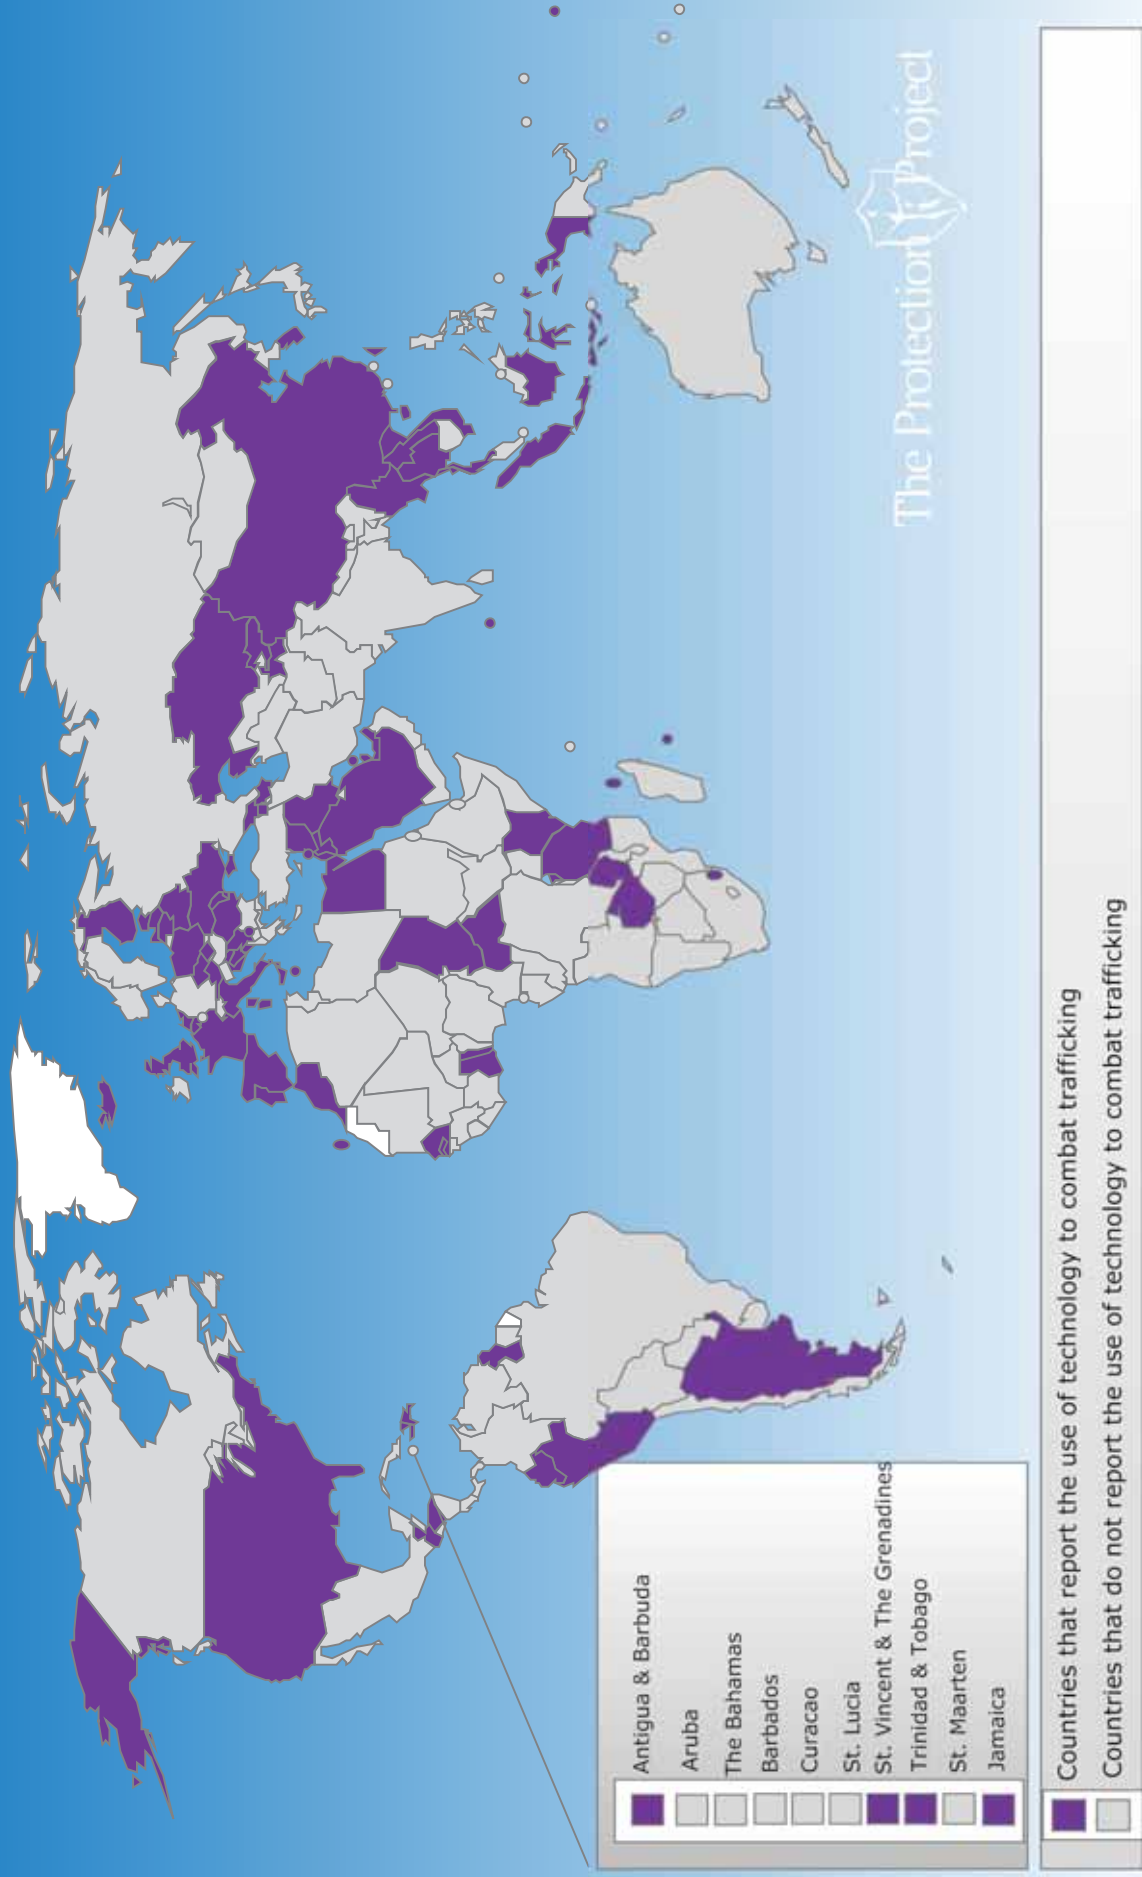 The Protection Project
Antigua & Barbuda
Aruba
The Bahamas
Barbados
Curacao
St. Lucia
St. Vincent & The Grenadines
Trinidad & Tobago
St. Maarten
Jamaica
Countries that report the use of technology to combat trafficking
Countries that do not report the use of technology to combat trafficking